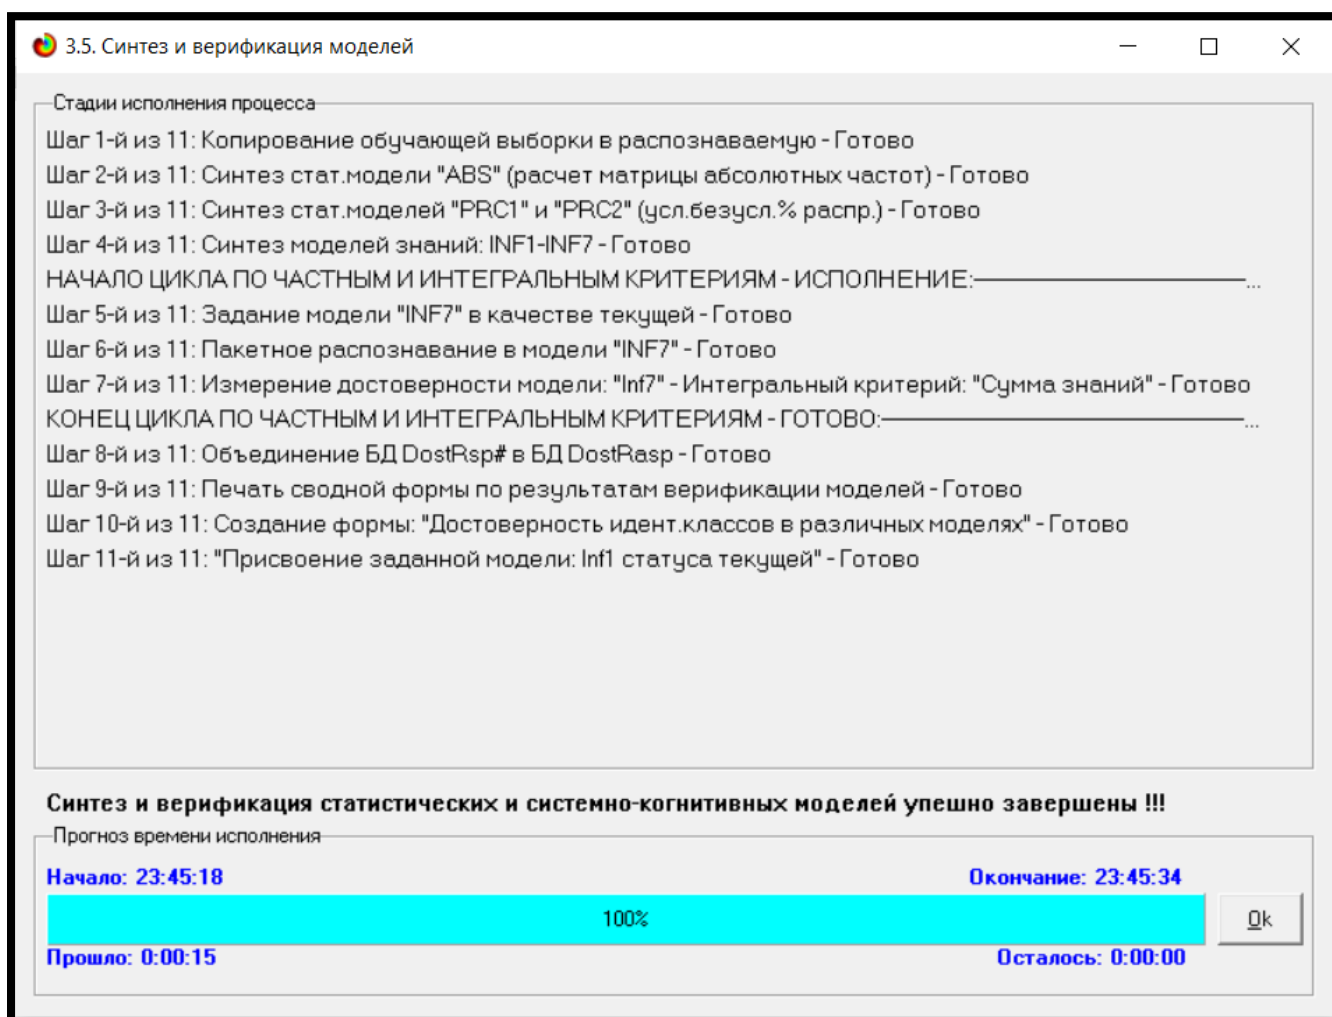 3.5. Синтез и верификация моделей
Стадии исполнения процесса
Шаг 1-й из 11: Копирование обучающей выборки в распознаваемую - Готово
Шаг 2-й из 11: Синтез стат.модели "ABS" (расчет матрицы абсолютных частот) - Готово
Шаг 3-й из 11: Синтез стат.моделей "PRC1" и "PRC2" (усл.безусл.% распр.) - Готово
Шаг 4-й из 11: Синтез моделей знаний: INF1-INF7 - Готово
НАЧАЛО ЦИКЛА ПО ЧАСТНЫМ И ИНТЕГРАЛЬНЫМ КРИТЕРИЯМ - ИСПОЛНЕНИЕ:——————————...
Шаг 5-й из 11: Задание модели "INF7" в качестве текущей - Готово
Шаг 6-й из 11: Пакетное распознавание в модели "INF7" - Готово
Шаг 7-й из 11: Измерение достоверности модели: "Inf7" - Интегральный критерий: "Сумма знаний" - Готово
КОНЕЦ ЦИКЛА ПО ЧАСТНЫМ И ИНТЕГРАЛЬНЫМ КРИТЕРИЯМ - ГОТОВО:——————————...
Шаг 8-й из 11: Объединение БД DostRsp# в БД DostRasp - Готово
Шаг 9-й из 11: Печать сводной формы по результатам верификации моделей - Готово
Шаг 10-й из 11: Создание формы: "Достоверность идент.классов в различных моделях" - Готово
Шаг 11-й из 11: "Присвоение заданной модели: Inf1 статуса текущей" - Готово
Синтез и верификация статистических и системно-когнитивных моделей упешно завершены !!!
Прогноз времени исполнения
Начало: 23:45:18 Окончание: 23:45:34
100% Ok
Прошло: 0:00:15 Осталось: 0:00:00